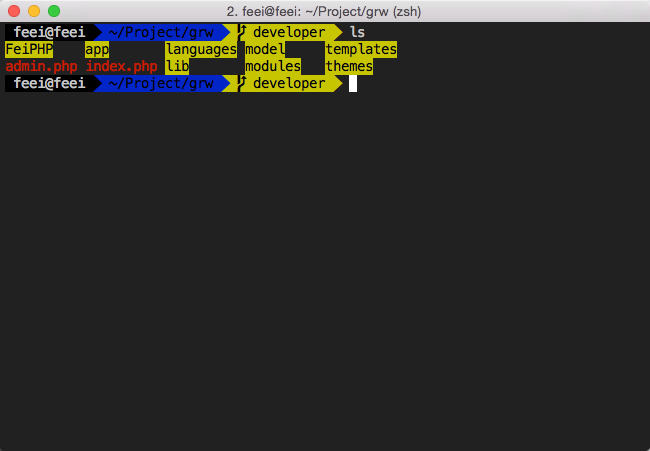 2. feei@feei: ~/Project/grw (zsh)
feei@feei ~/Project/grw developer ls
FeiPHP app languages model templates
admin.php index.php lib modules themes
feei@feei ~/Project/grw developer